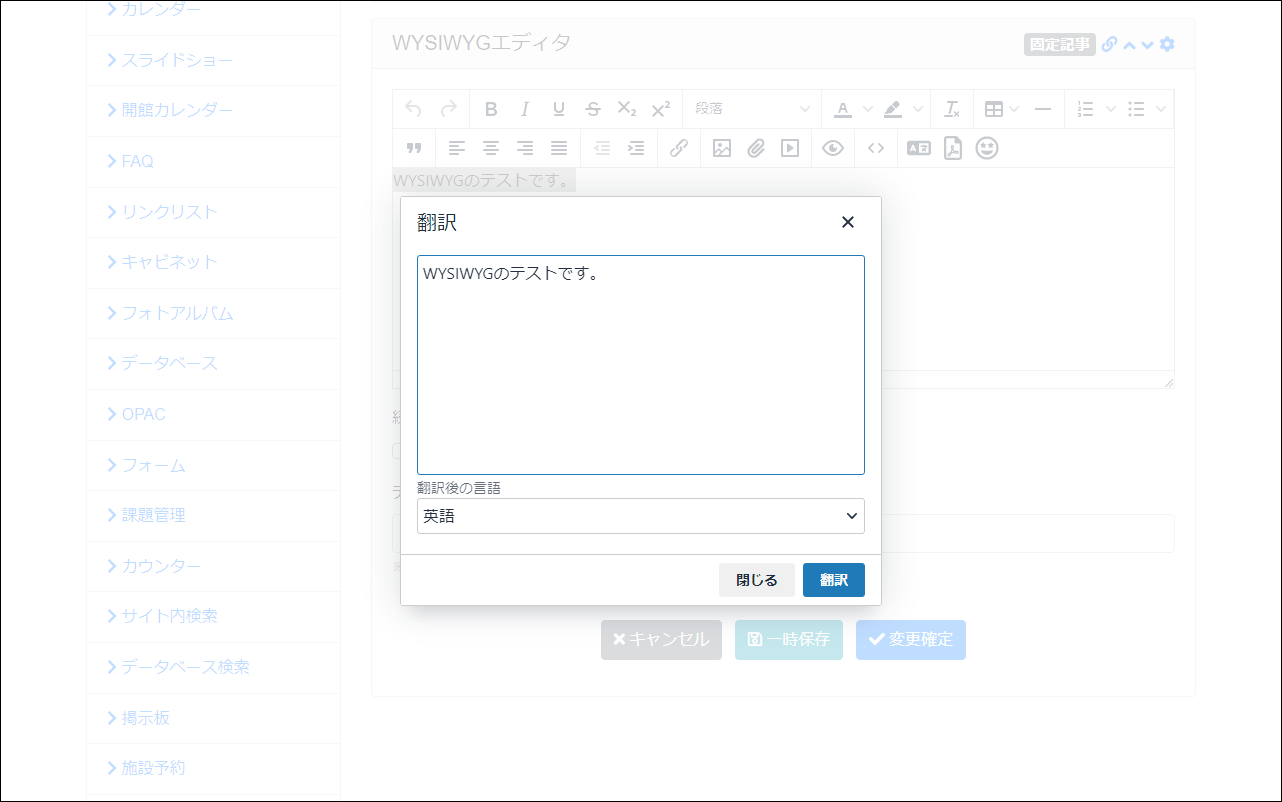 カレンダー
スライドショー
開館カレンダー
FAQ
リンクリスト
キャビネット
フォトアルバム
データベース
OPAC
フォーム
課題管理
カウンター
サイト内検索
データベース検索
掲示板
施設予約
WYSIWYGエディタ
固定記事
段落
WYSIWYGのテストです。
翻訳
WYSIWYGのテストです。
翻訳後の言語
英語
閉じる
翻訳
キャンセル
一時保存
変更確定